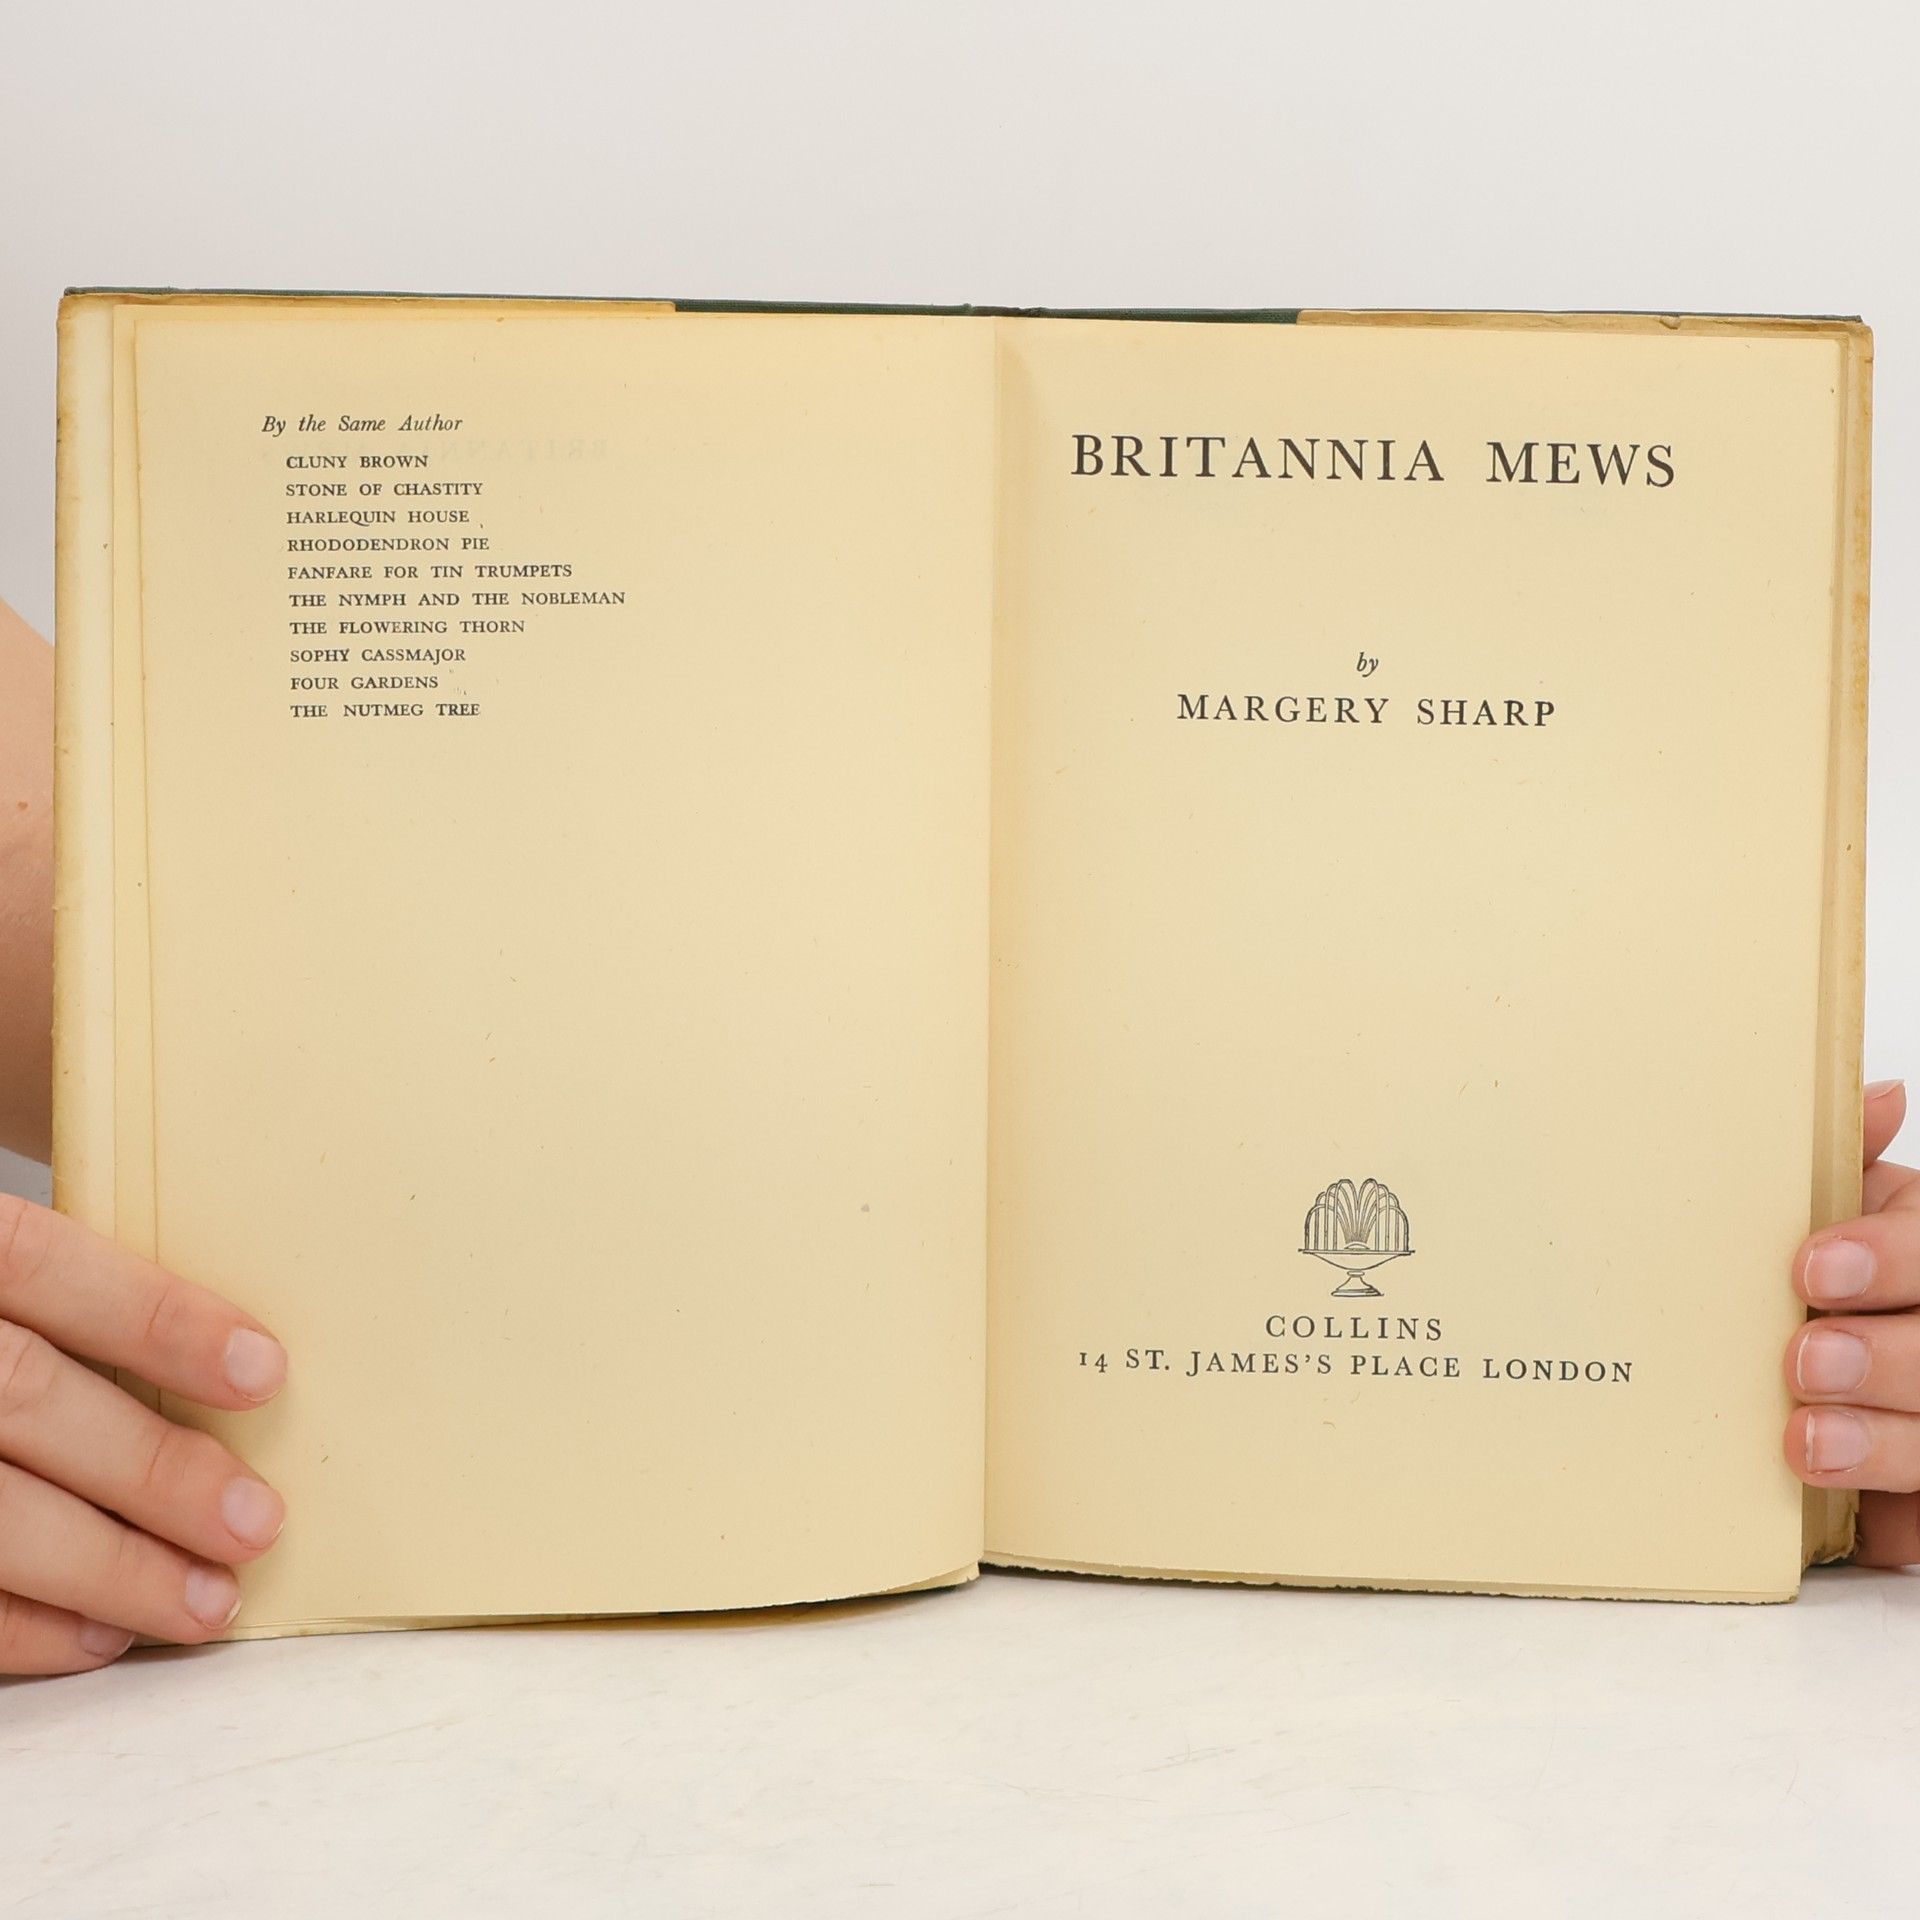 By the Same Author
CLUNY BROWN
STONE OF CHASTITY
HARLEQUIN HOUSE
RHODODENDRON PIE
FANFARE FOR TIN TRUMPETS
THE NYMPH AND THE NOBLEMAN
THE FLOWERING THORN
SOPHY CASSMAJOR
FOUR GARDENS
THE NUTMEG TREE
BRITANNIA MEWS
by
MARGERY SHARP
COLLINS
14 ST. JAMES'S PLACE LONDON